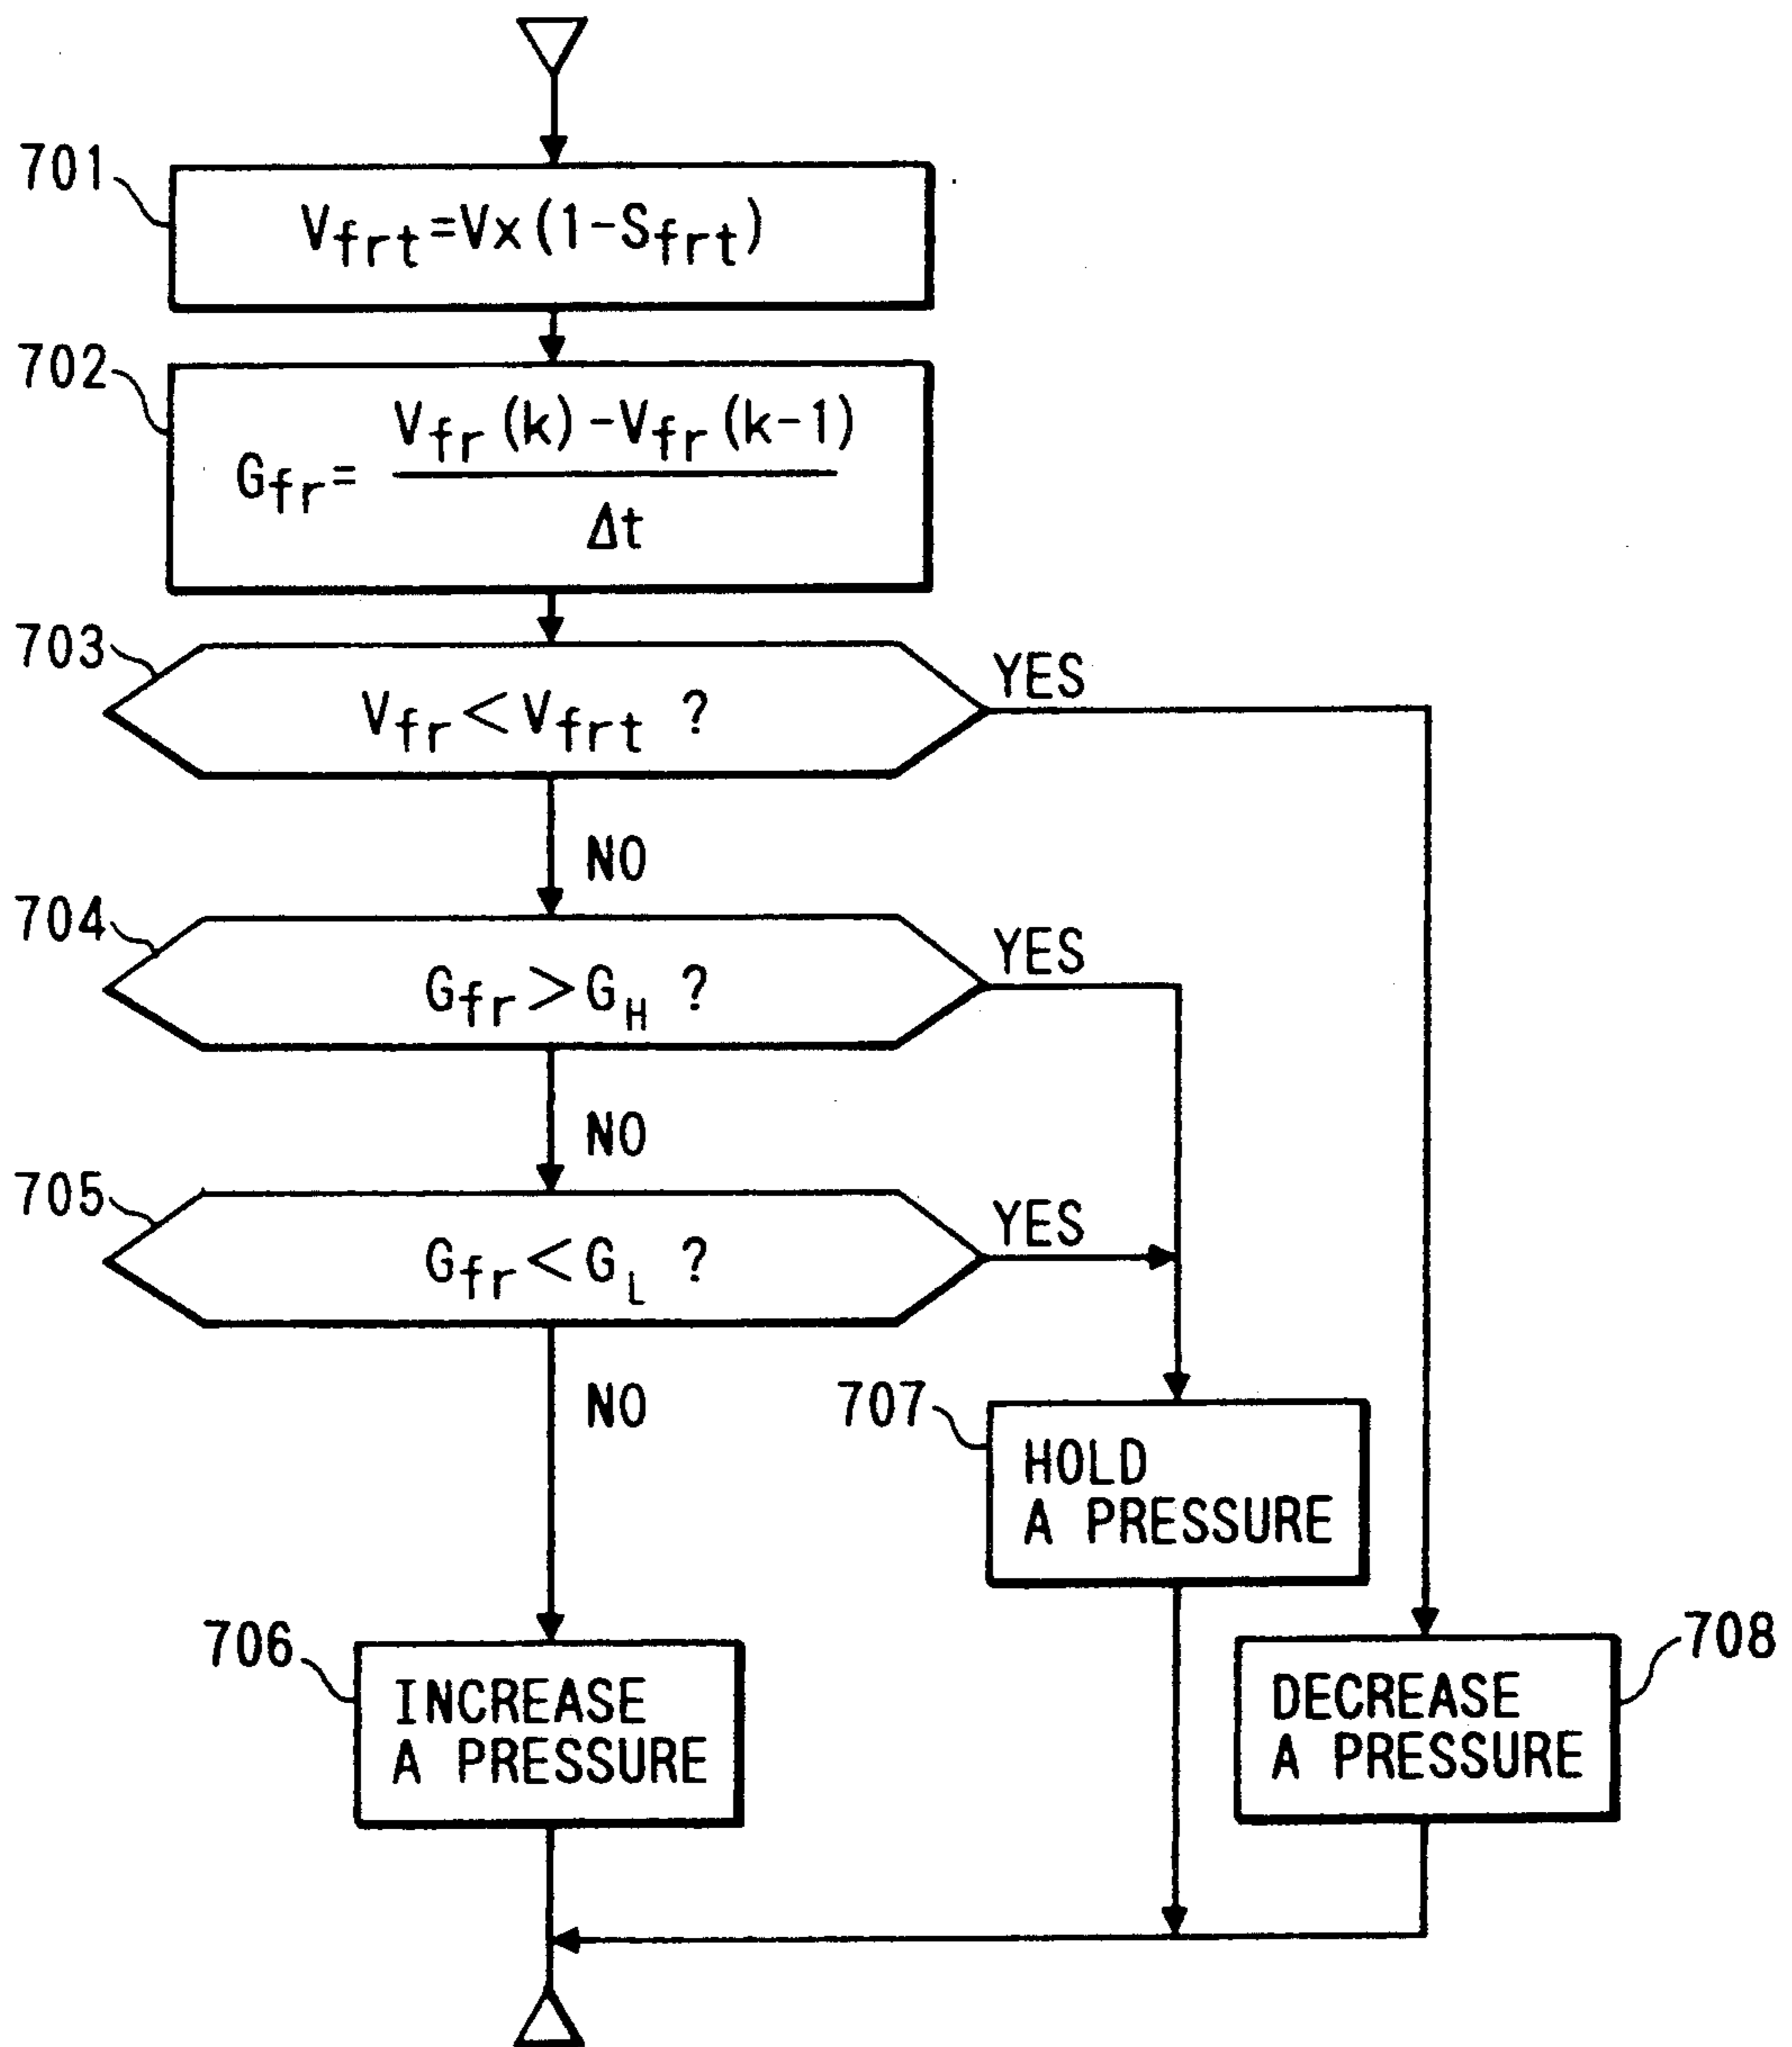 701
Vfrt=Vx(1-Sfrt)
702
Gfr= Vfr(k)-Vfr(k-1)
Δt
703
Vfr<Vfrt ?
YES
NO
704
Gfr>GH ?
YES
NO
705
Gfr<GL ?
YES
NO
707
HOLD
A PRESSURE
706
INCREASE
A PRESSURE
708
DECREASE
A PRESSURE